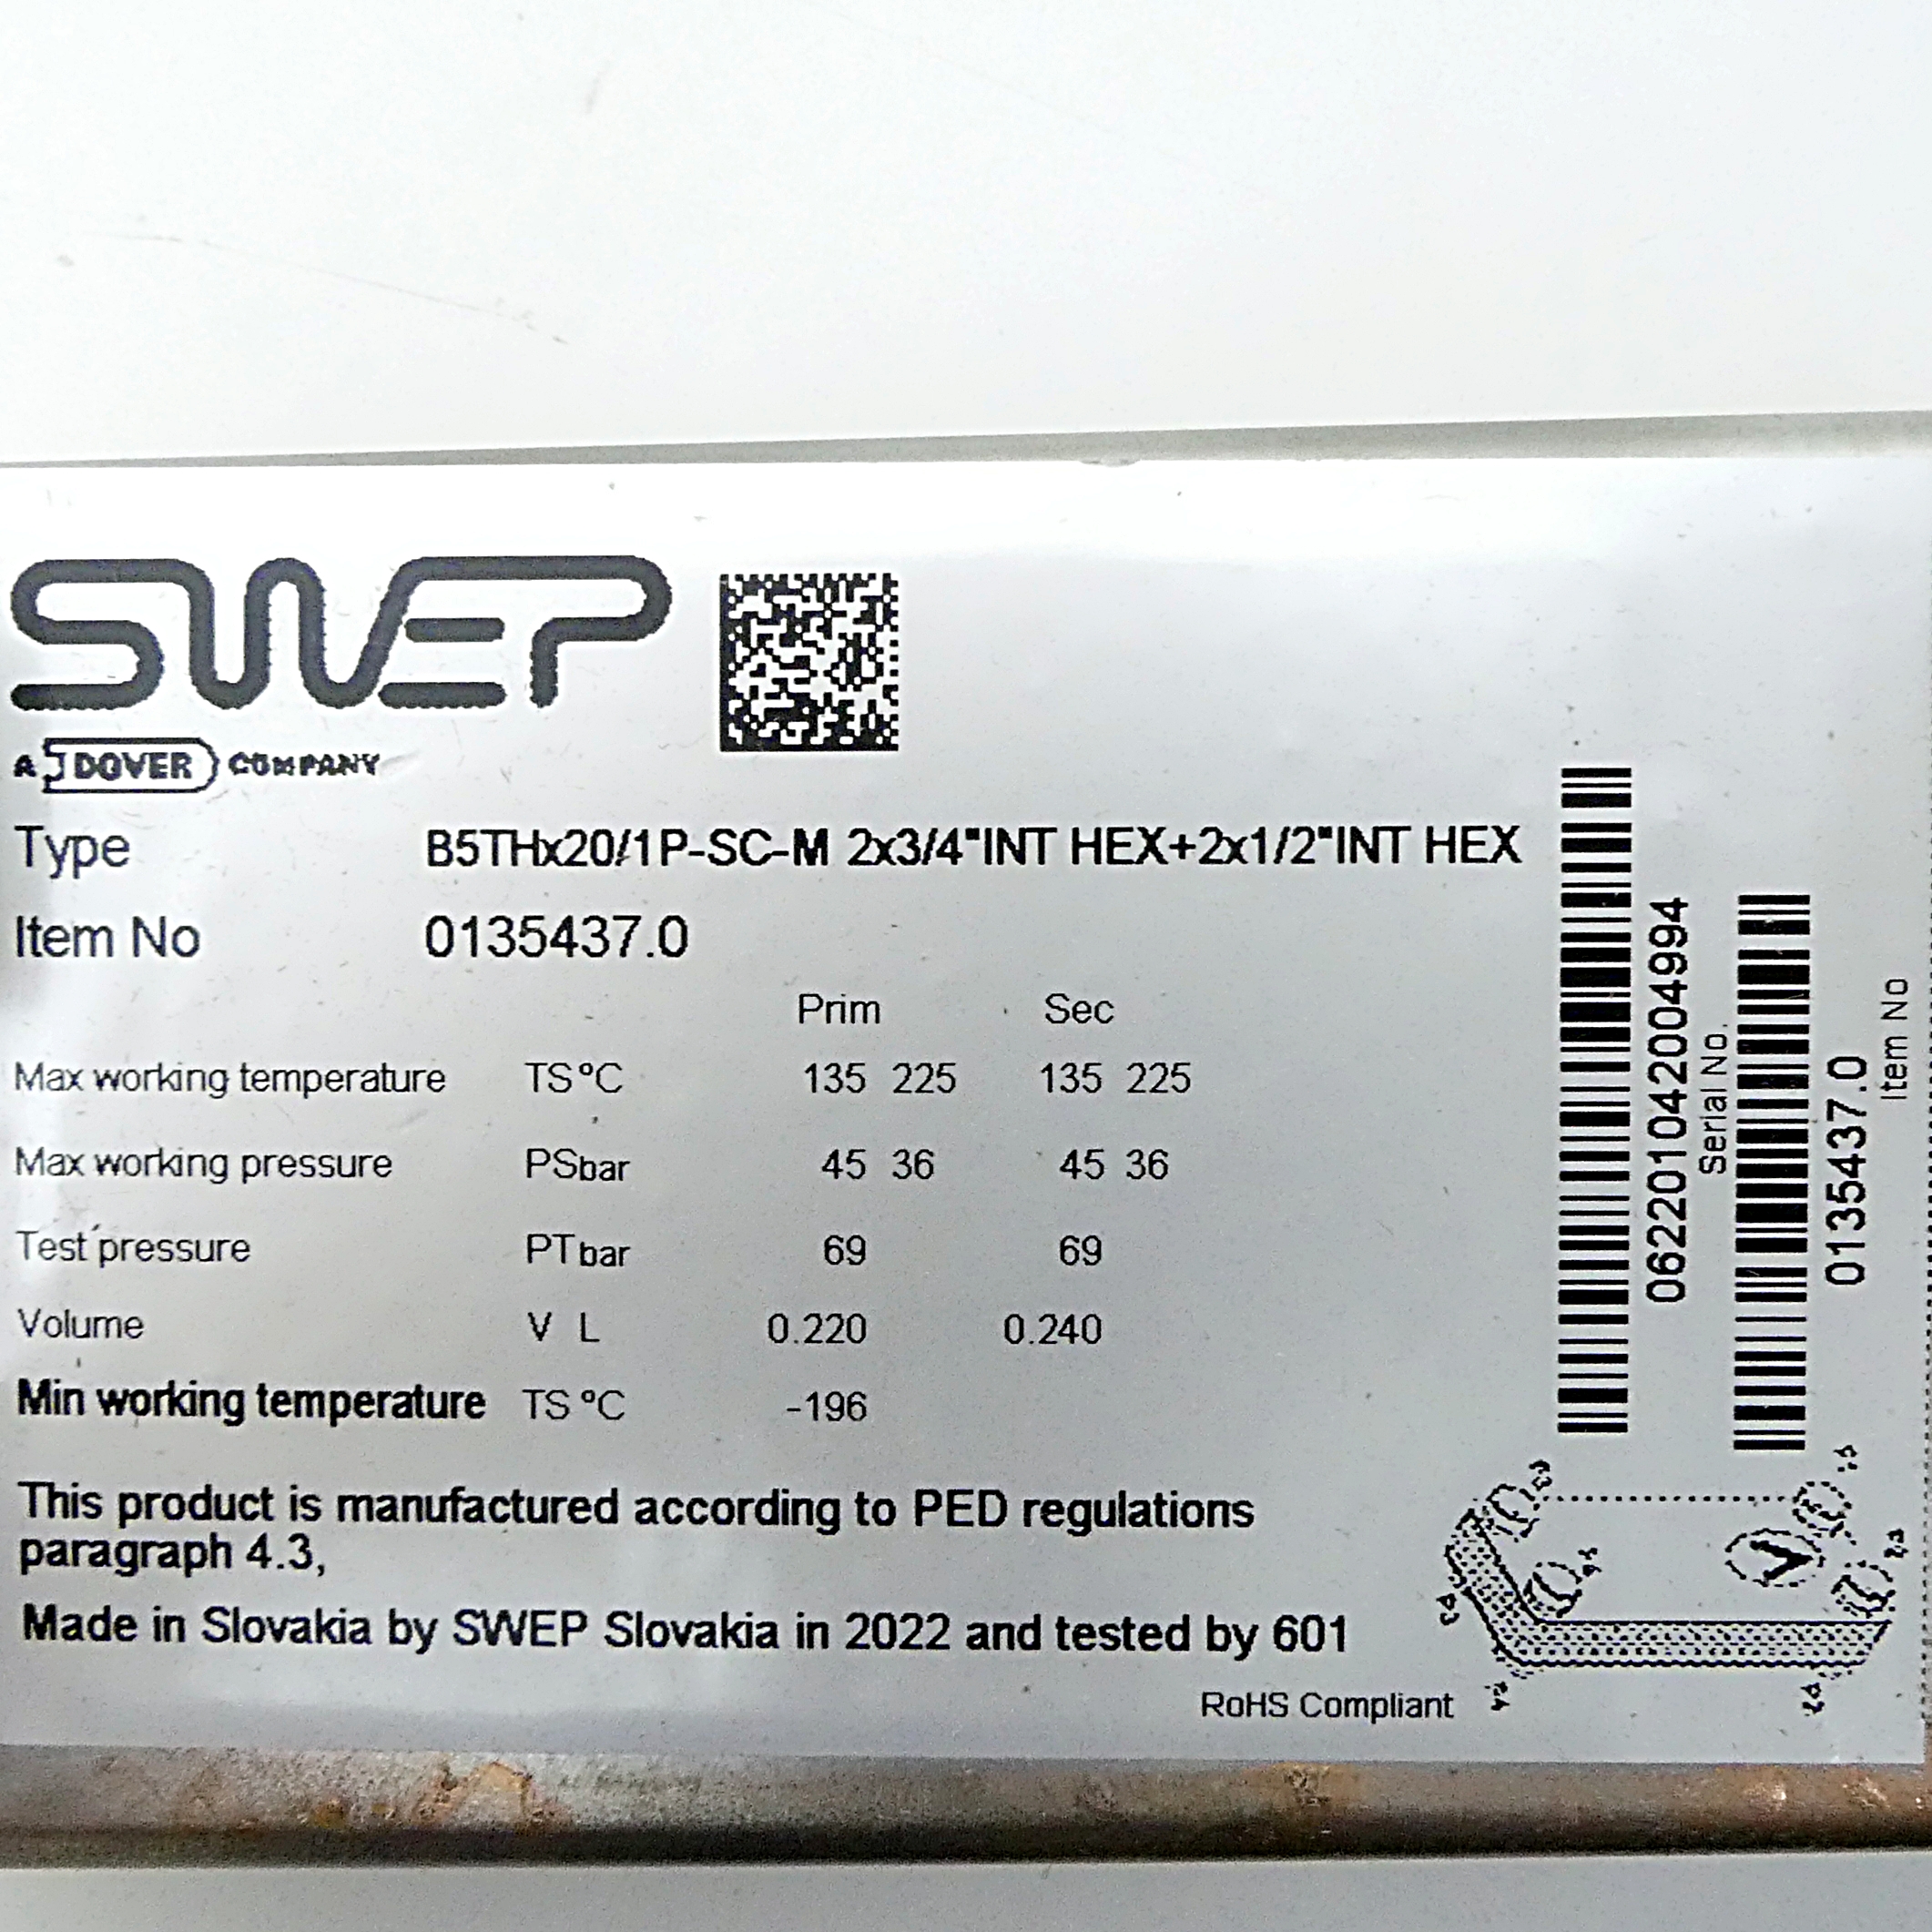 SWEP
A DOVER COMPANY
Type B5THx20/1P-SC-M 2x3/4"INT HEX+2x1/2"INT HEX
Item No 0135437.0
Prim Sec
Max working temperature TS°C 135 225 135 225
Max working pressure PSbar 45 36 45 36
Test pressure PTbar 69 69
Volume V L 0.220 0.240
Min working temperature TS°C -196
This product is manufactured according to PED regulations
paragraph 4.3,
Made in Slovakia by SWEP Slovakia in 2022 and tested by 601
RoHS Compliant
062201042004994
Serial No.
0135437.0
Item No